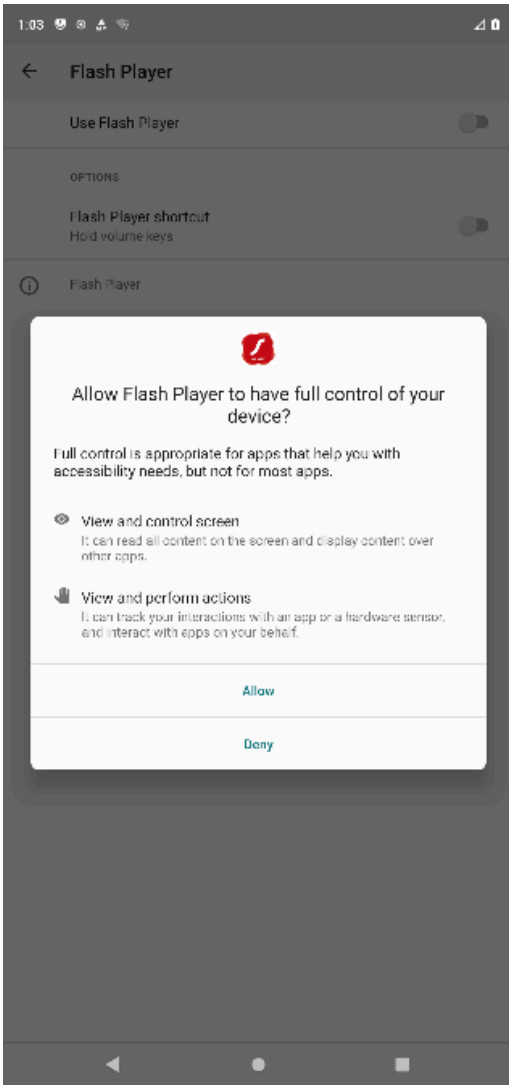 1:03
Flash Player
Use Flash Player
OPTIONS
Flash Player shortcut
Hold volume keys
Flash Player
Allow Flash Player to have full control of your
device?
Full control is appropriate for apps that help you with
accessibility needs, but not for most apps.
View and control screen
It can read all content on the screen and display content over
other apps.
View and perform actions
It can track your interactions with an app or a hardware sensor,
and interact with apps on your behalf.
Allow
Deny